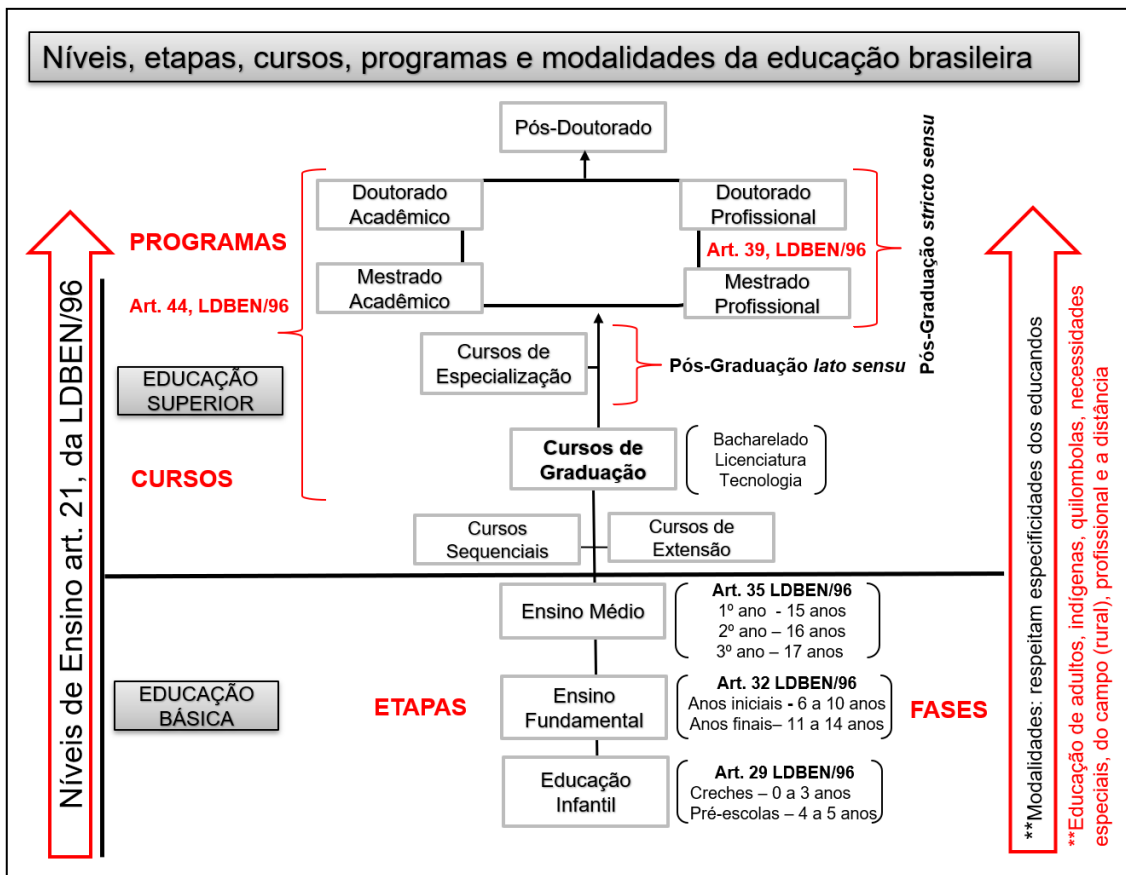 Níveis, etapas, cursos, programas e modalidades da educação brasileira
Pós-Doutorado
Doutorado
Acadêmico
Doutorado
Profissional
PROGRAMAS
Art. 39, LDBEN/96
Mestrado
Acadêmico
Mestrado
Profissional
Art. 44, LDBEN/96
Pós-Graduação stricto sensu
Cursos de
Especialização
Pós-Graduação lato sensu
EDUCAÇÃO
SUPERIOR
Cursos de
Graduação
Bacharelado
Licenciatura
Tecnologia
CURSOS
Cursos
Sequenciais
Cursos de
Extensão
Níveis de Ensino art. 21, da LDBEN/96
Ensino Médio
Art. 35 LDBEN/96
1º ano - 15 anos
2º ano – 16 anos
3º ano – 17 anos
EDUCAÇÃO
BÁSICA
ETAPAS
Ensino
Fundamental
Art. 32 LDBEN/96
Anos iniciais - 6 a 10 anos
Anos finais– 11 a 14 anos
FASES
Educação
Infantil
Art. 29 LDBEN/96
Creches – 0 a 3 anos
Pré-escolas – 4 a 5 anos
**Modalidades: respeitam especificidades dos educandos
**Educação de adultos, indígenas, quilombolas, necessidades
especiais, do campo (rural), profissional e a distância